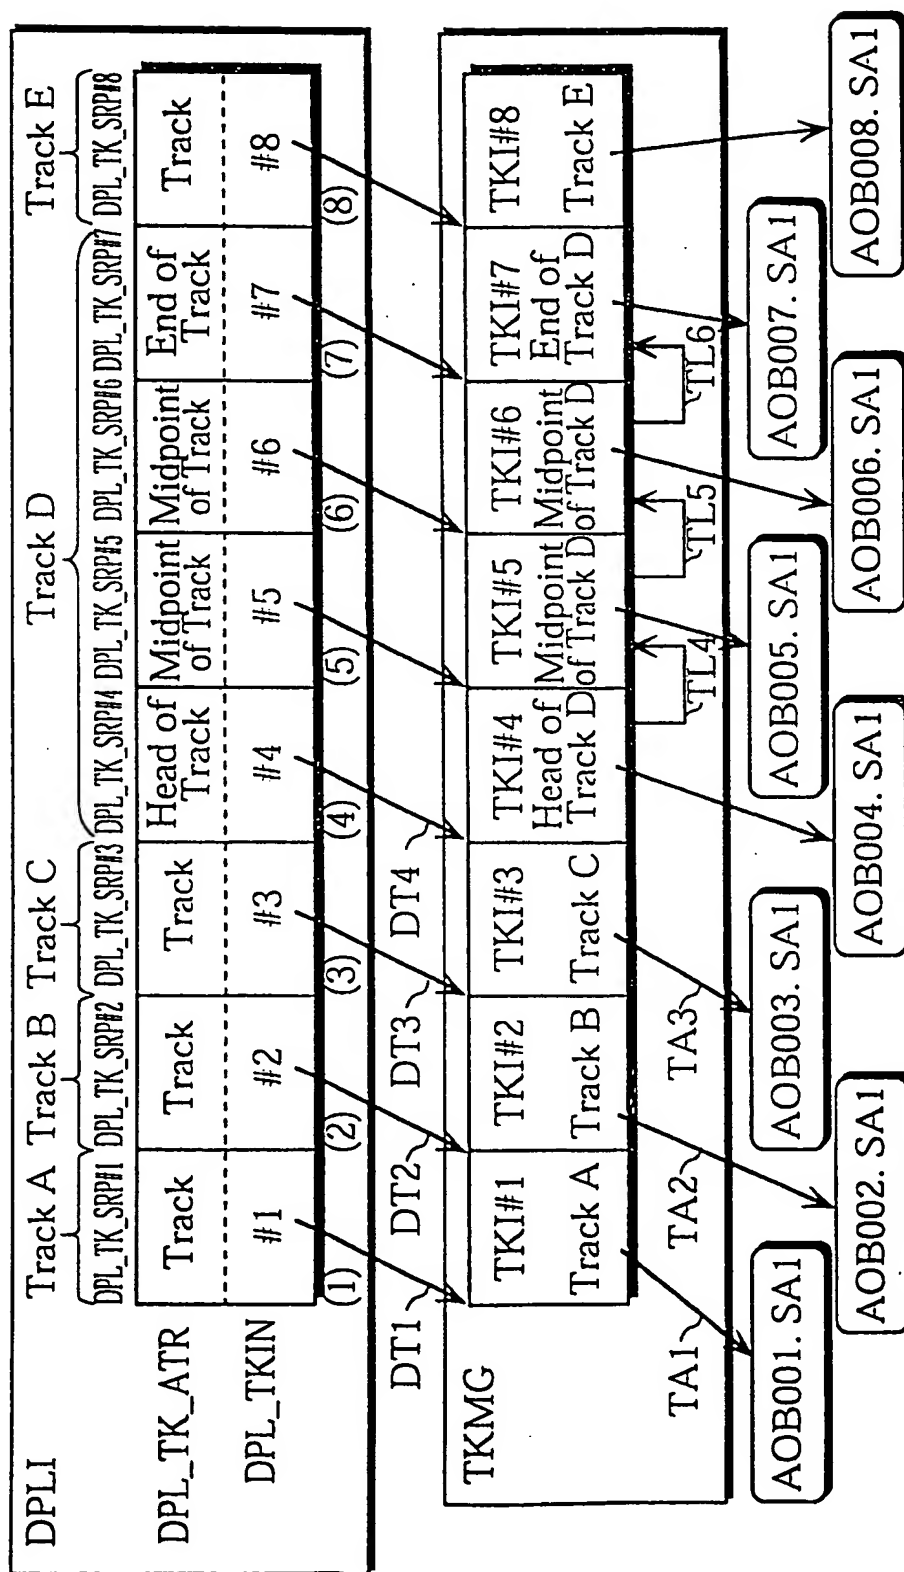 DPLI
Track A
Track B
Track C
Track D
Track E
DPL_TK_SRP#1
DPL_TK_SRP#2
DPL_TK_SRP#3
DPL_TK_SRP#4
DPL_TK_SRP#5
DPL_TK_SRP#6
DPL_TK_SRP#7
DPL_TK_SRP#8
DPL_TK_ATR
Track
Track
Track
Head of
Track
Midpoint
of Track
Midpoint
of Track
End of
Track
Track
DPL_TKIN
#1
#2
#3
#4
#5
#6
#7
#8
(1)
(2)
(3)
(4)
(5)
(6)
(7)
(8)
DT1
DT2
DT3
DT4
TKMG
TKI#1
Track A
TKI#2
Track B
TKI#3
Track C
TKI#4
Head of
Track D
TKI#5
Midpoint
of Track D
TKI#6
Midpoint
of Track D
TKI#7
End of
Track D
TKI#8
Track E
TA1
TA2
TA3
TL4
TL5
TL6
AOB001. SA1
AOB002. SA1
AOB003. SA1
AOB004. SA1
AOB005. SA1
AOB006. SA1
AOB007. SA1
AOB008. SA1